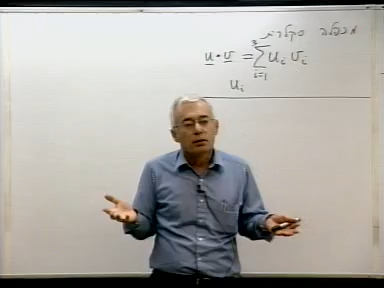 מכפלה סקלרית
u · v = ∑_{i=1}^{3} u_i v_i
u_i